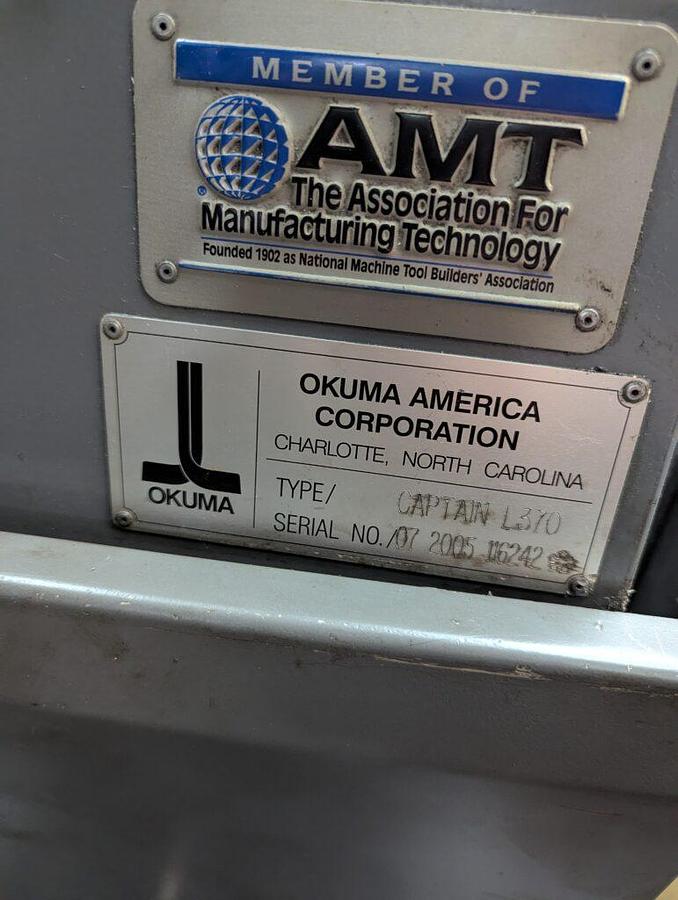 MEMBER OF
AMT
The Association For
Manufacturing Technology
Founded 1902 as National Machine Tool Builders' Association
OKUMA AMERICA
CORPORATION
CHARLOTTE, NORTH CAROLINA
OKUMA
TYPE/ CAPTAIN L370
SERIAL NO./07 2005 116242